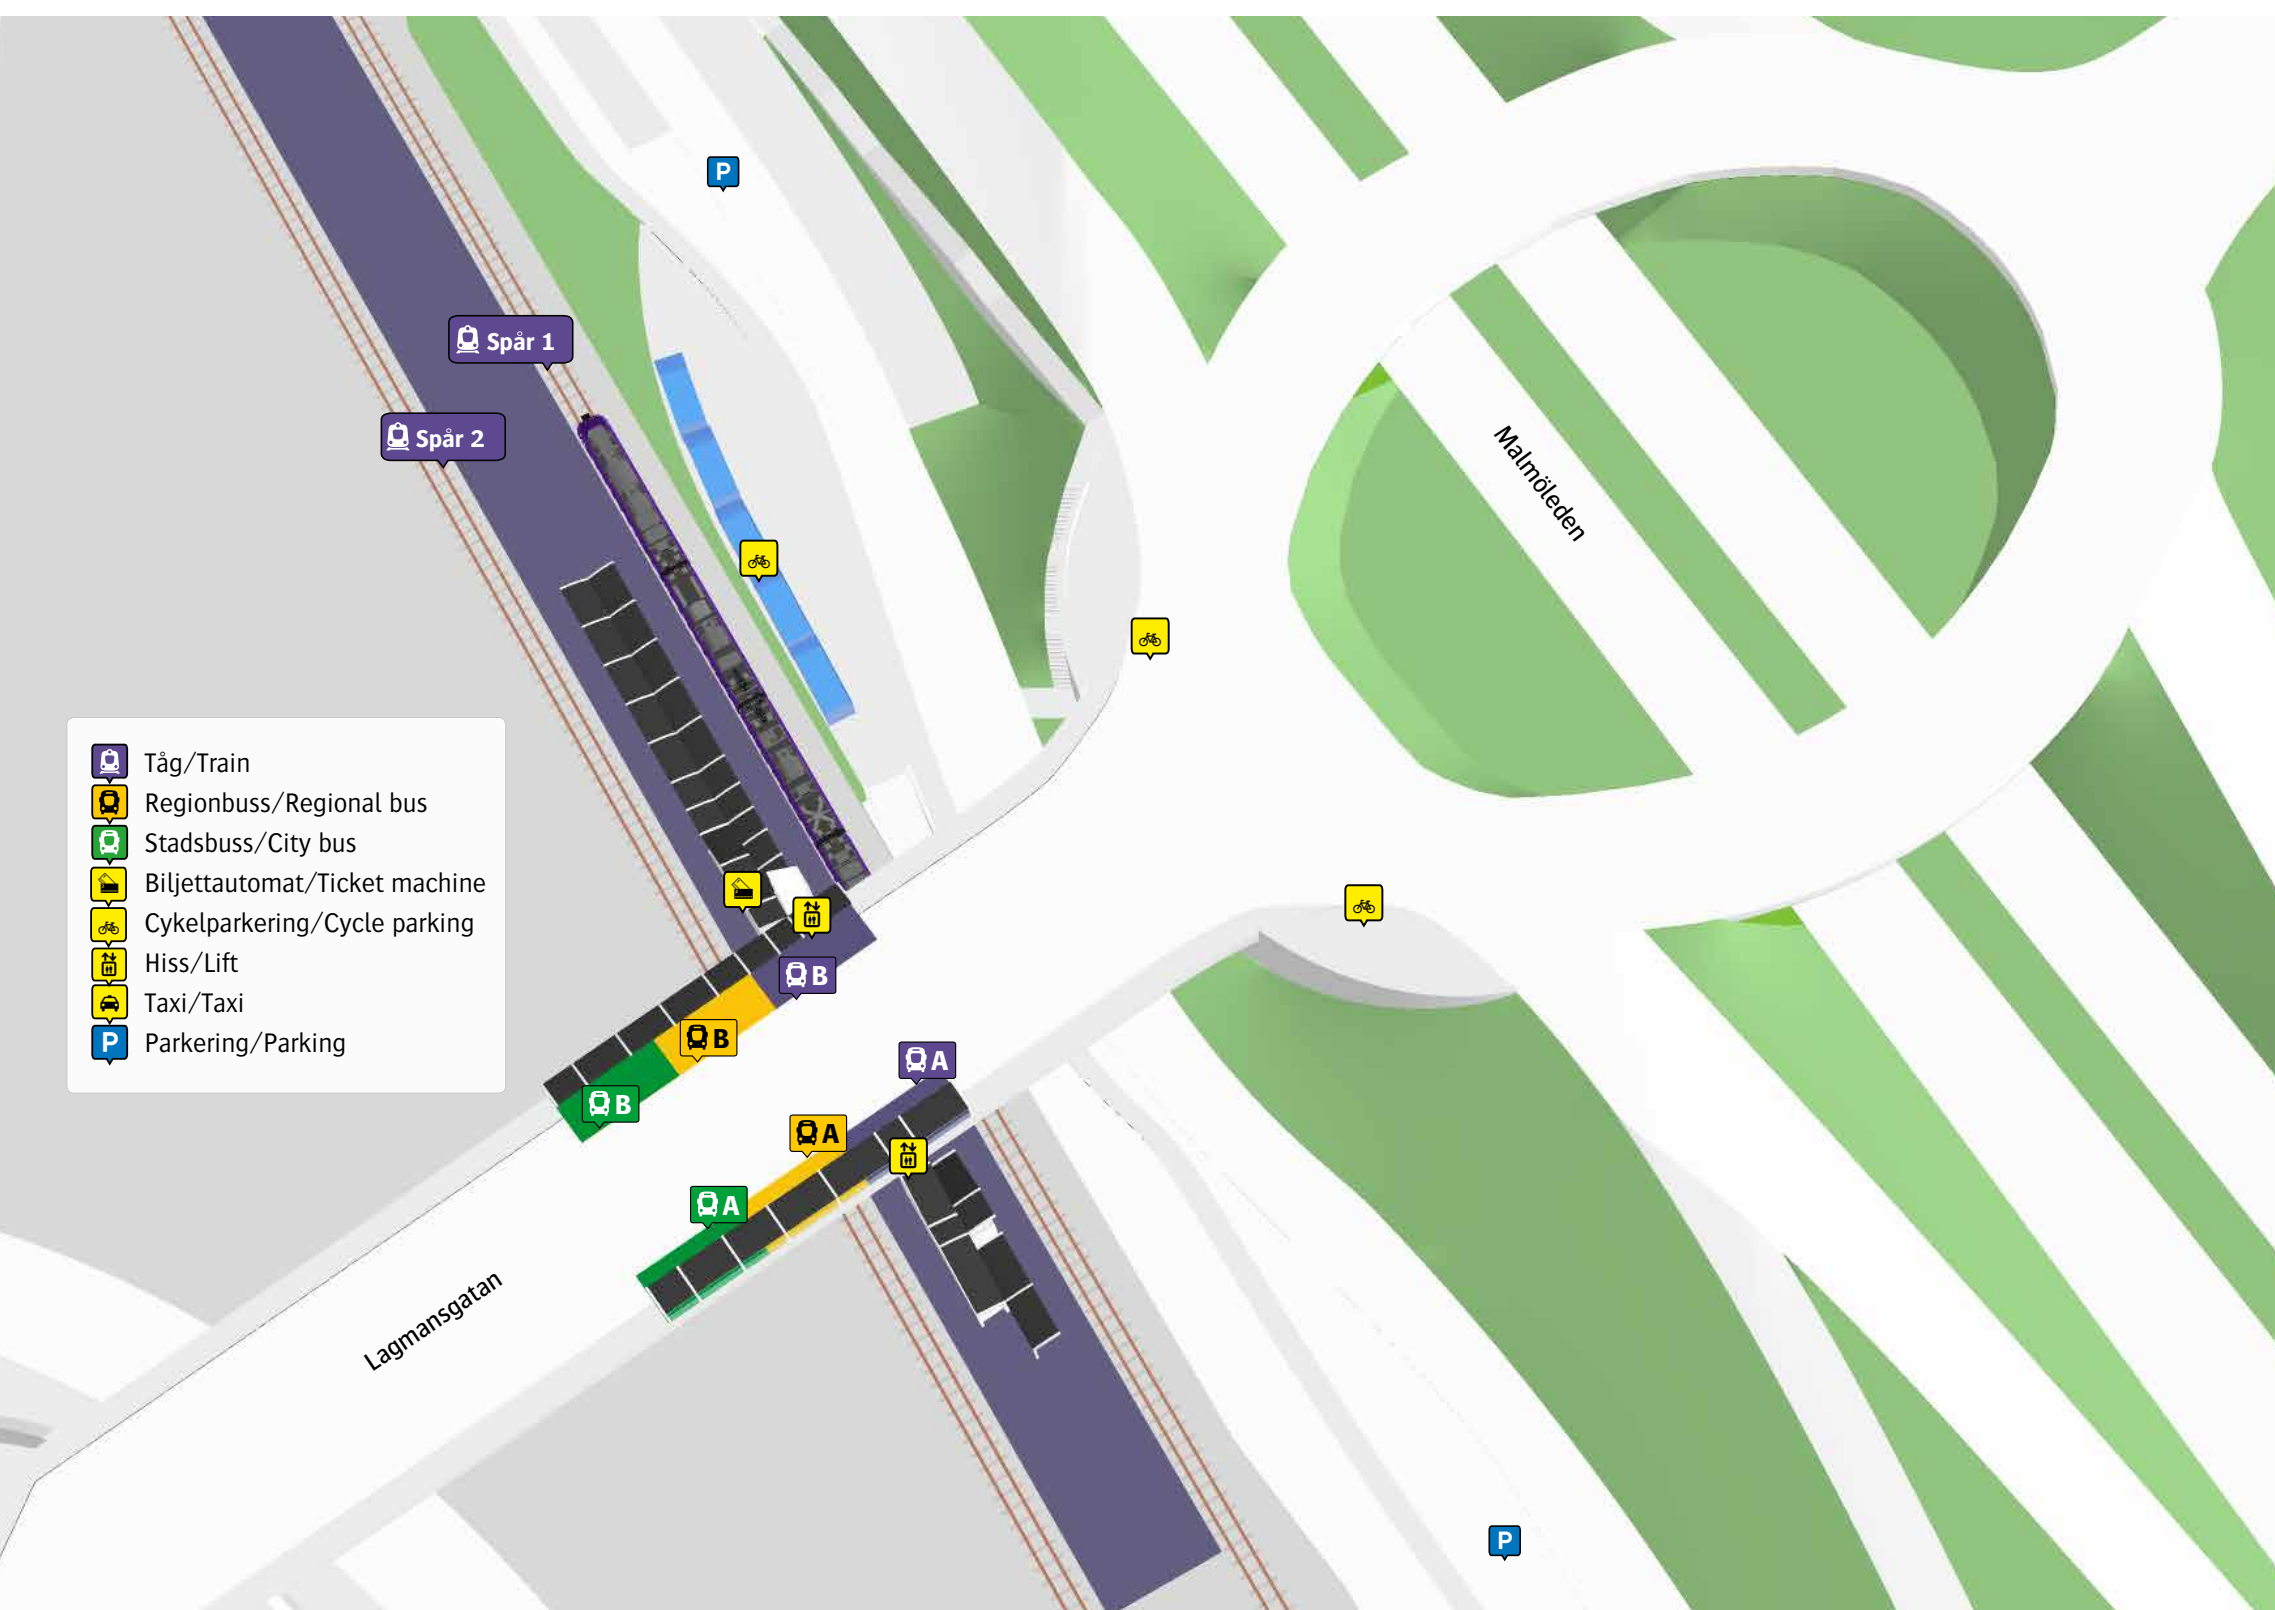 P
Spår 1
Spår 2
Malmöleden
Tåg/Train
Regionbuss/Regional bus
Stadsbuss/City bus
Biljettautomat/Ticket machine
Cykelparkering/Cycle parking
Hiss/Lift
Taxi/Taxi
P Parkering/Parking
B
B
B
A
A
A
Lagmansgatan
P